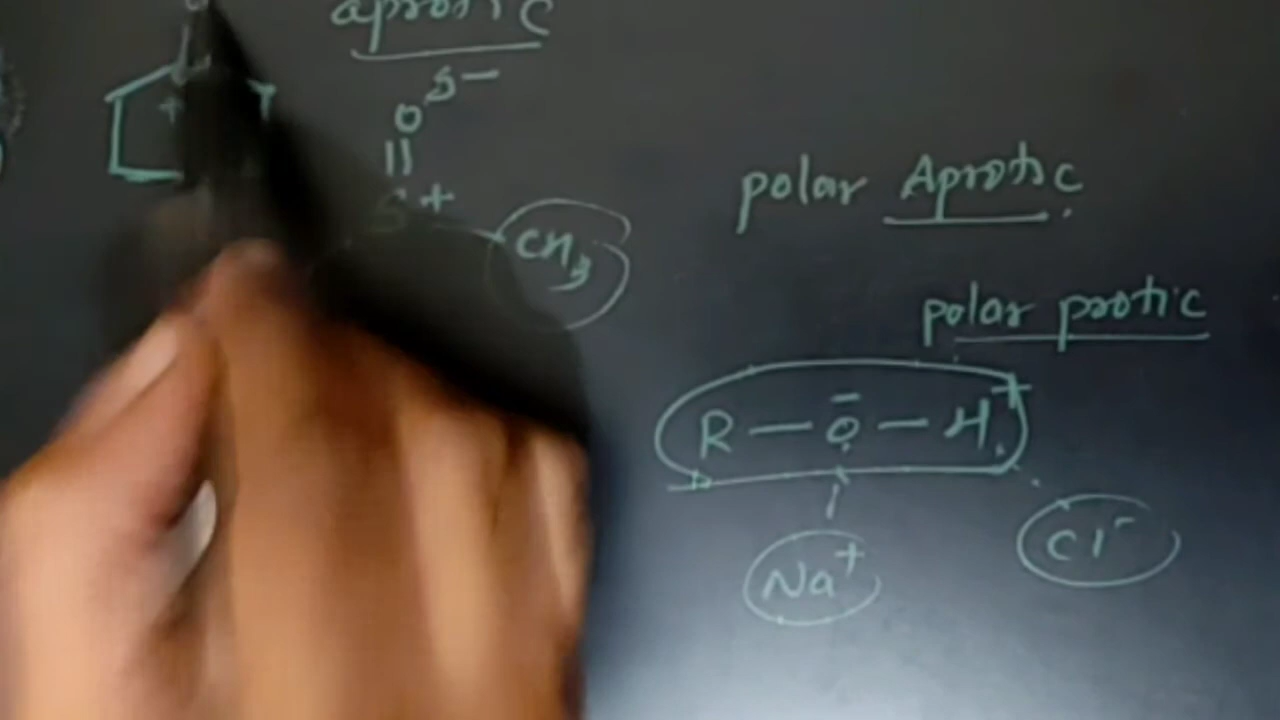 aprotic
δ−
O
||
S +
CH3
+
polar Aprotic
polar protic
R — O — H +
−
Na+
Cl−